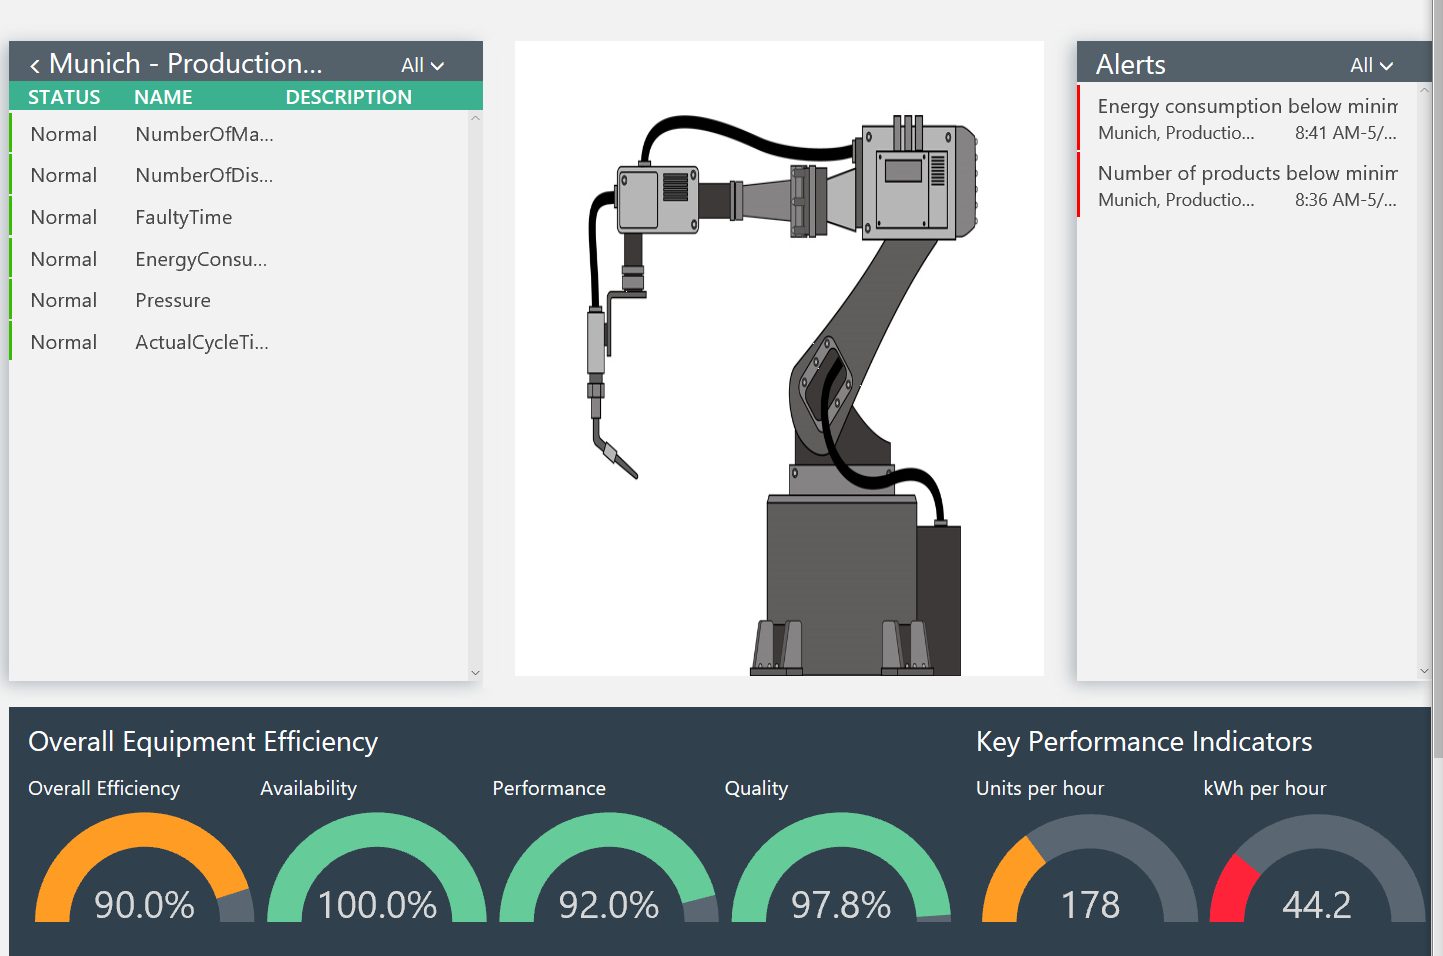 < Munich - Production... All
STATUS NAME DESCRIPTION
Normal NumberOfMa...
Normal NumberOfDis...
Normal FaultyTime
Normal EnergyConsu...
Normal Pressure
Normal ActualCycleTi...
Alerts All
Energy consumption below minim
Munich, Productio... 8:41 AM-5/...
Number of products below minim
Munich, Productio... 8:36 AM-5/...
Overall Equipment Efficiency
Overall Efficiency Availability Performance Quality
90.0% 100.0% 92.0% 97.8%
Key Performance Indicators
Units per hour kWh per hour
178 44.2